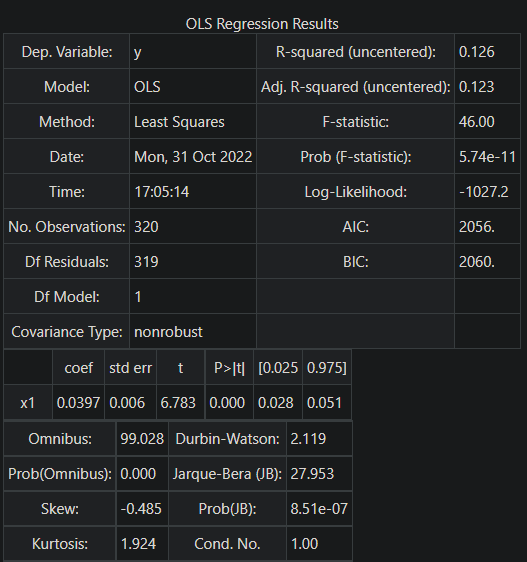 OLS Regression Results
Dep. Variable: y R-squared (uncentered): 0.126
Model: OLS Adj. R-squared (uncentered): 0.123
Method: Least Squares F-statistic: 46.00
Date: Mon, 31 Oct 2022 Prob (F-statistic): 5.74e-11
Time: 17:05:14 Log-Likelihood: -1027.2
No. Observations: 320 AIC: 2056.
Df Residuals: 319 BIC: 2060.
Df Model: 1
Covariance Type: nonrobust
coef std err t P>|t| [0.025 0.975]
x1 0.0397 0.006 6.783 0.000 0.028 0.051
Omnibus: 99.028 Durbin-Watson: 2.119
Prob(Omnibus): 0.000 Jarque-Bera (JB): 27.953
Skew: -0.485 Prob(JB): 8.51e-07
Kurtosis: 1.924 Cond. No. 1.00